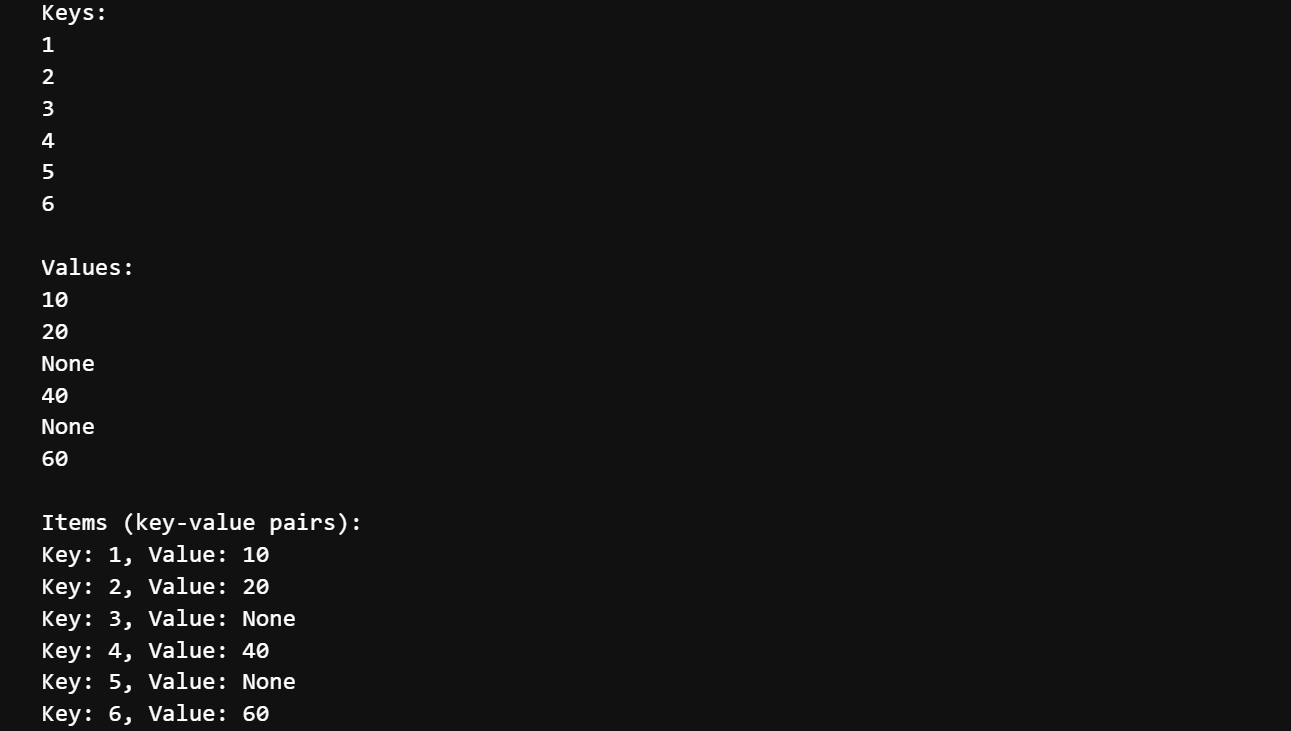 Keys:
1
2
3
4
5
6
Values:
10
20
None
40
None
60
Items (key-value pairs):
Key: 1, Value: 10
Key: 2, Value: 20
Key: 3, Value: None
Key: 4, Value: 40
Key: 5, Value: None
Key: 6, Value: 60